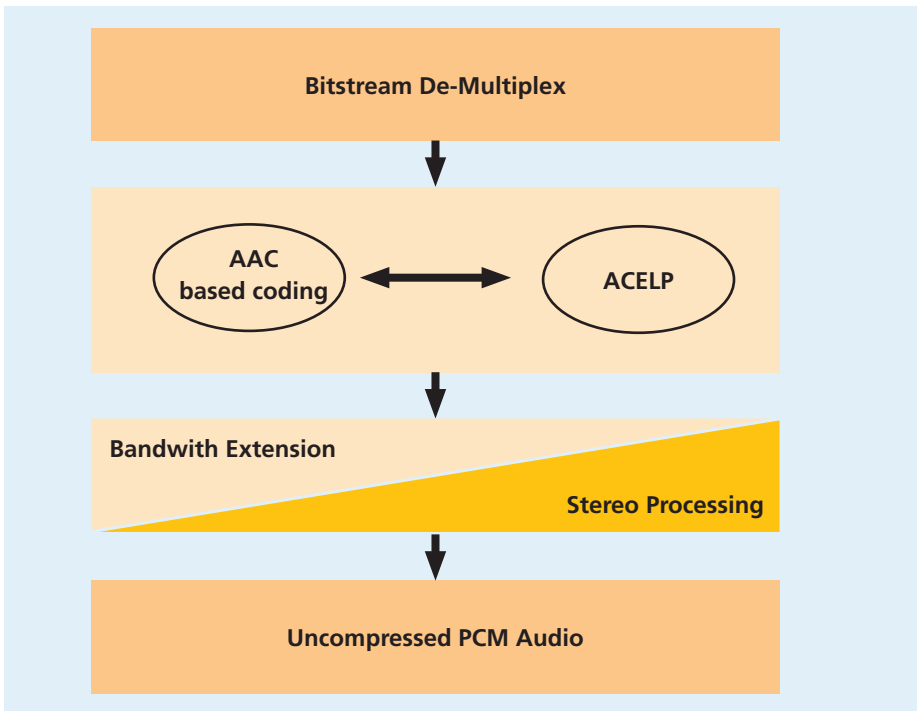 Bitstream De-Multiplex
AAC
based coding
ACELP
Bandwith Extension
Stereo Processing
Uncompressed PCM Audio